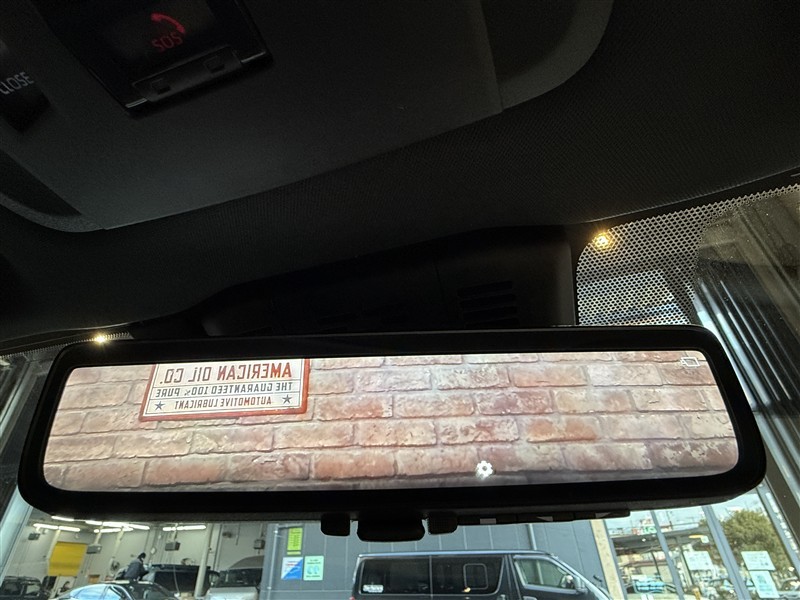 SOS
CLOSE
AMERICAN OIL CO.
THE GUARANTEED 100% PURE
AUTOMOTIVE LUBRICANT